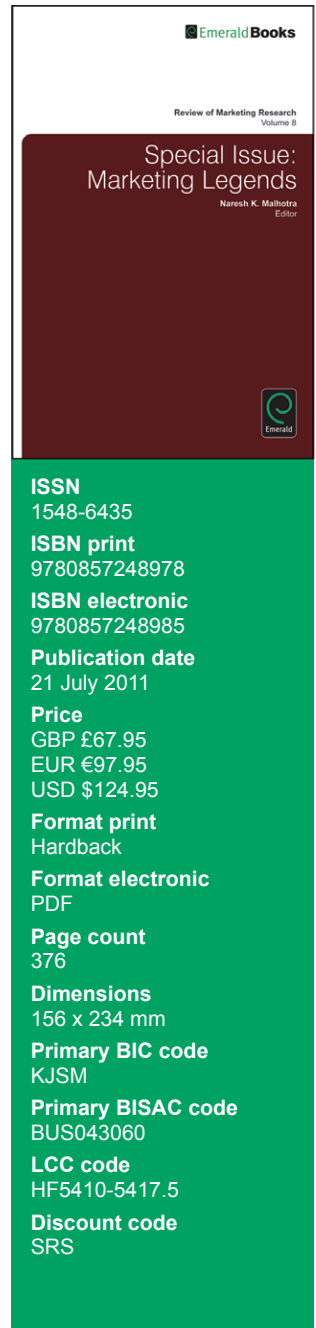 Emerald Books
Review of Marketing Research
Volume 8
Special Issue:
Marketing Legends
Naresh K. Malhotra
Editor
Emerald
ISSN
1548-6435
ISBN print
9780857248978
ISBN electronic
9780857248985
Publication date
21 July 2011
Price
GBP £67.95
EUR €97.95
USD $124.95
Format print
Hardback
Format electronic
PDF
Page count
376
Dimensions
156 x 234 mm
Primary BIC code
KJSM
Primary BISAC code
BUS043060
LCC code
HF5410-5417.5
Discount code
SRS